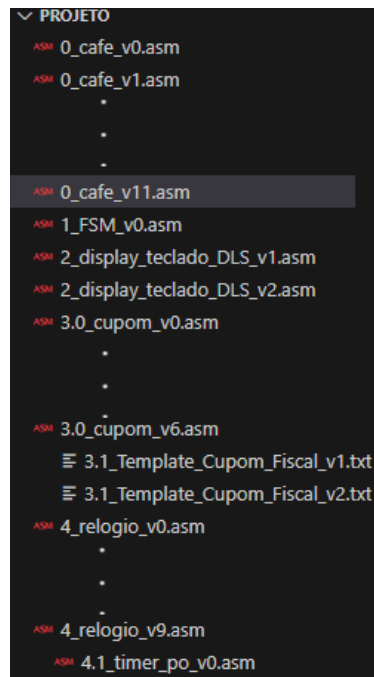 PROJETO
ASM 0_cafe_v0.asm
ASM 0_cafe_v1.asm
.
.
.
ASM 0_cafe_v11.asm
ASM 1_FSM_v0.asm
ASM 2_display_teclado_DLS_v1.asm
ASM 2_display_teclado_DLS_v2.asm
ASM 3.0_cupom_v0.asm
.
.
.
ASM 3.0_cupom_v6.asm
3.1_Template_Cupom_Fiscal_v1.txt
3.1_Template_Cupom_Fiscal_v2.txt
ASM 4_relogio_v0.asm
.
.
.
ASM 4_relogio_v9.asm
ASM 4.1_timer_po_v0.asm